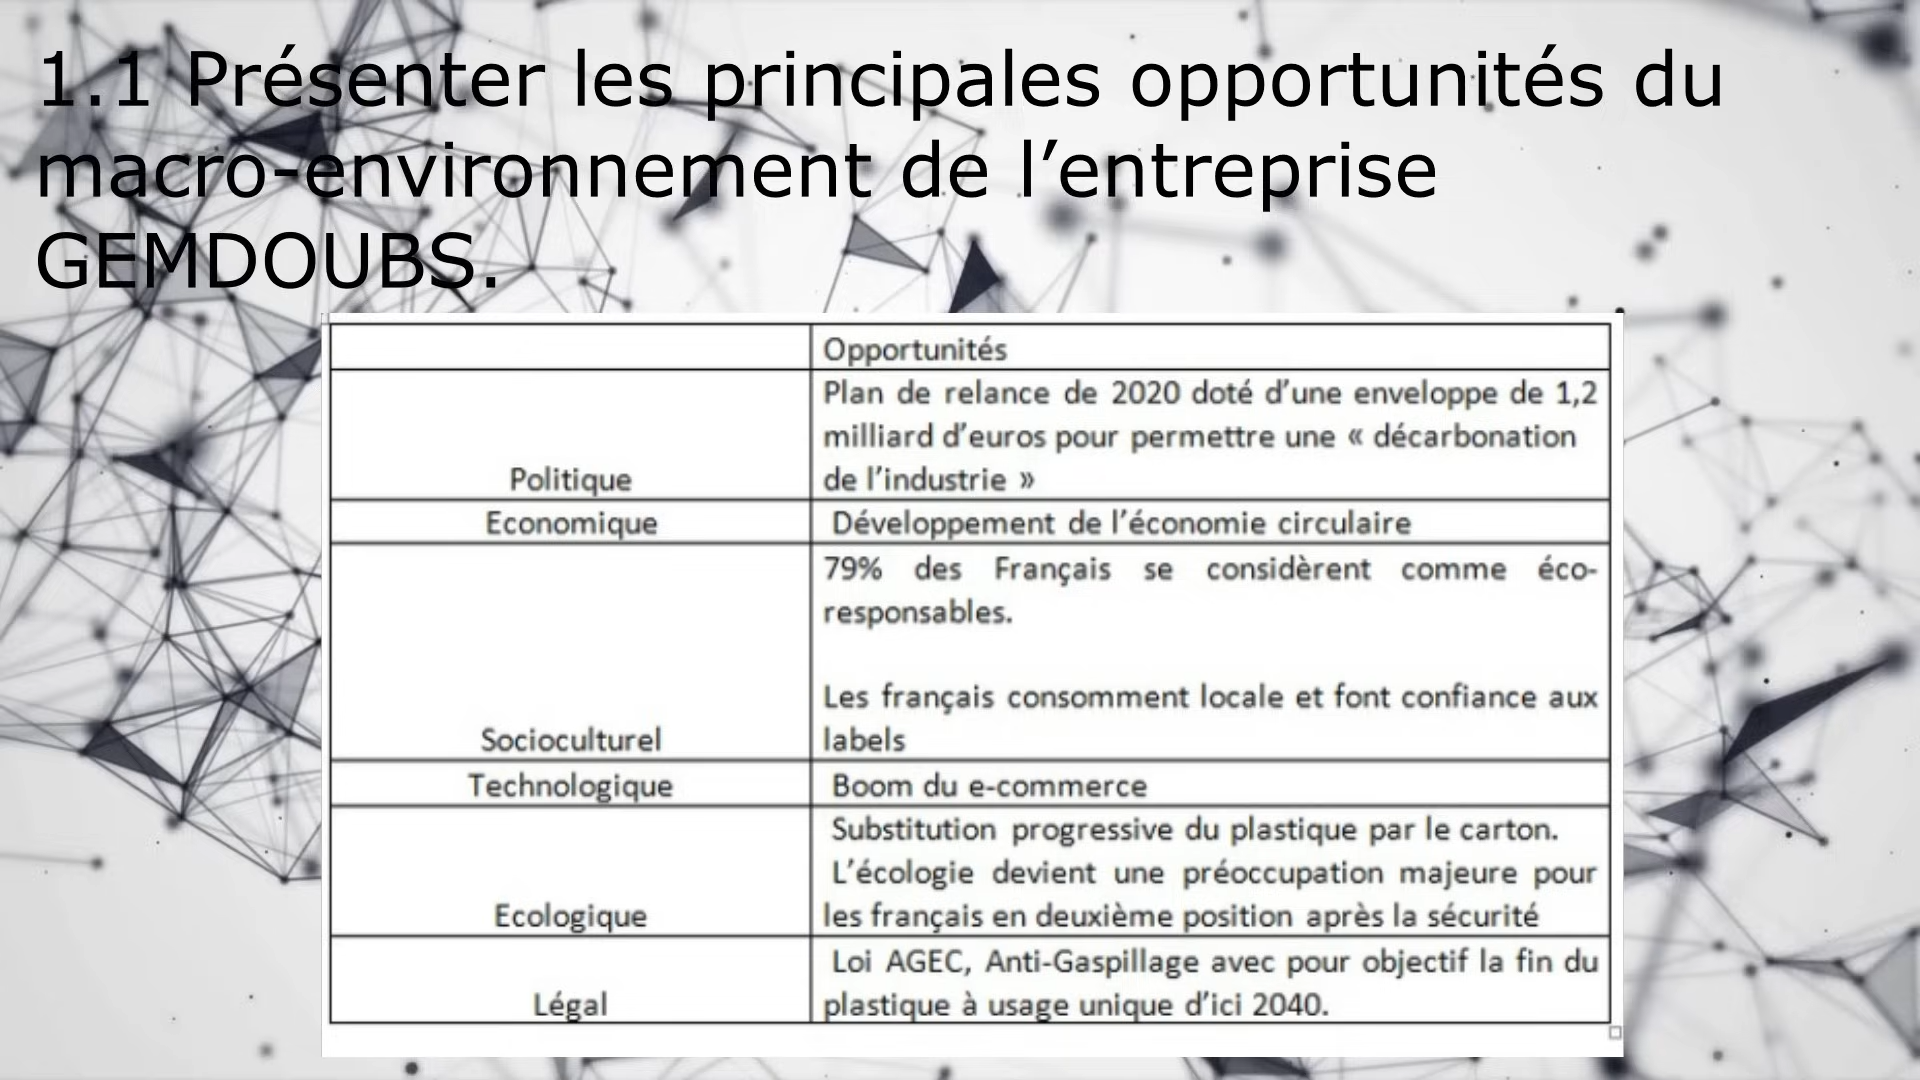 1.1 Présenter les principales opportunités du
macro-environnement de l’entreprise
GEMDOUBS.
Opportunités
Politique
Plan de relance de 2020 doté d’une enveloppe de 1,2
milliard d’euros pour permettre une « décarbonation
de l’industrie »
Economique
Développement de l’économie circulaire
Socioculturel
79% des Français se considèrent comme éco-
responsables.
Les français consomment locale et font confiance aux
labels
Technologique
Boom du e-commerce
Ecologique
Substitution progressive du plastique par le carton.
L’écologie devient une préoccupation majeure pour
les français en deuxième position après la sécurité
Légal
Loi AGEC, Anti-Gaspillage avec pour objectif la fin du
plastique à usage unique d’ici 2040.